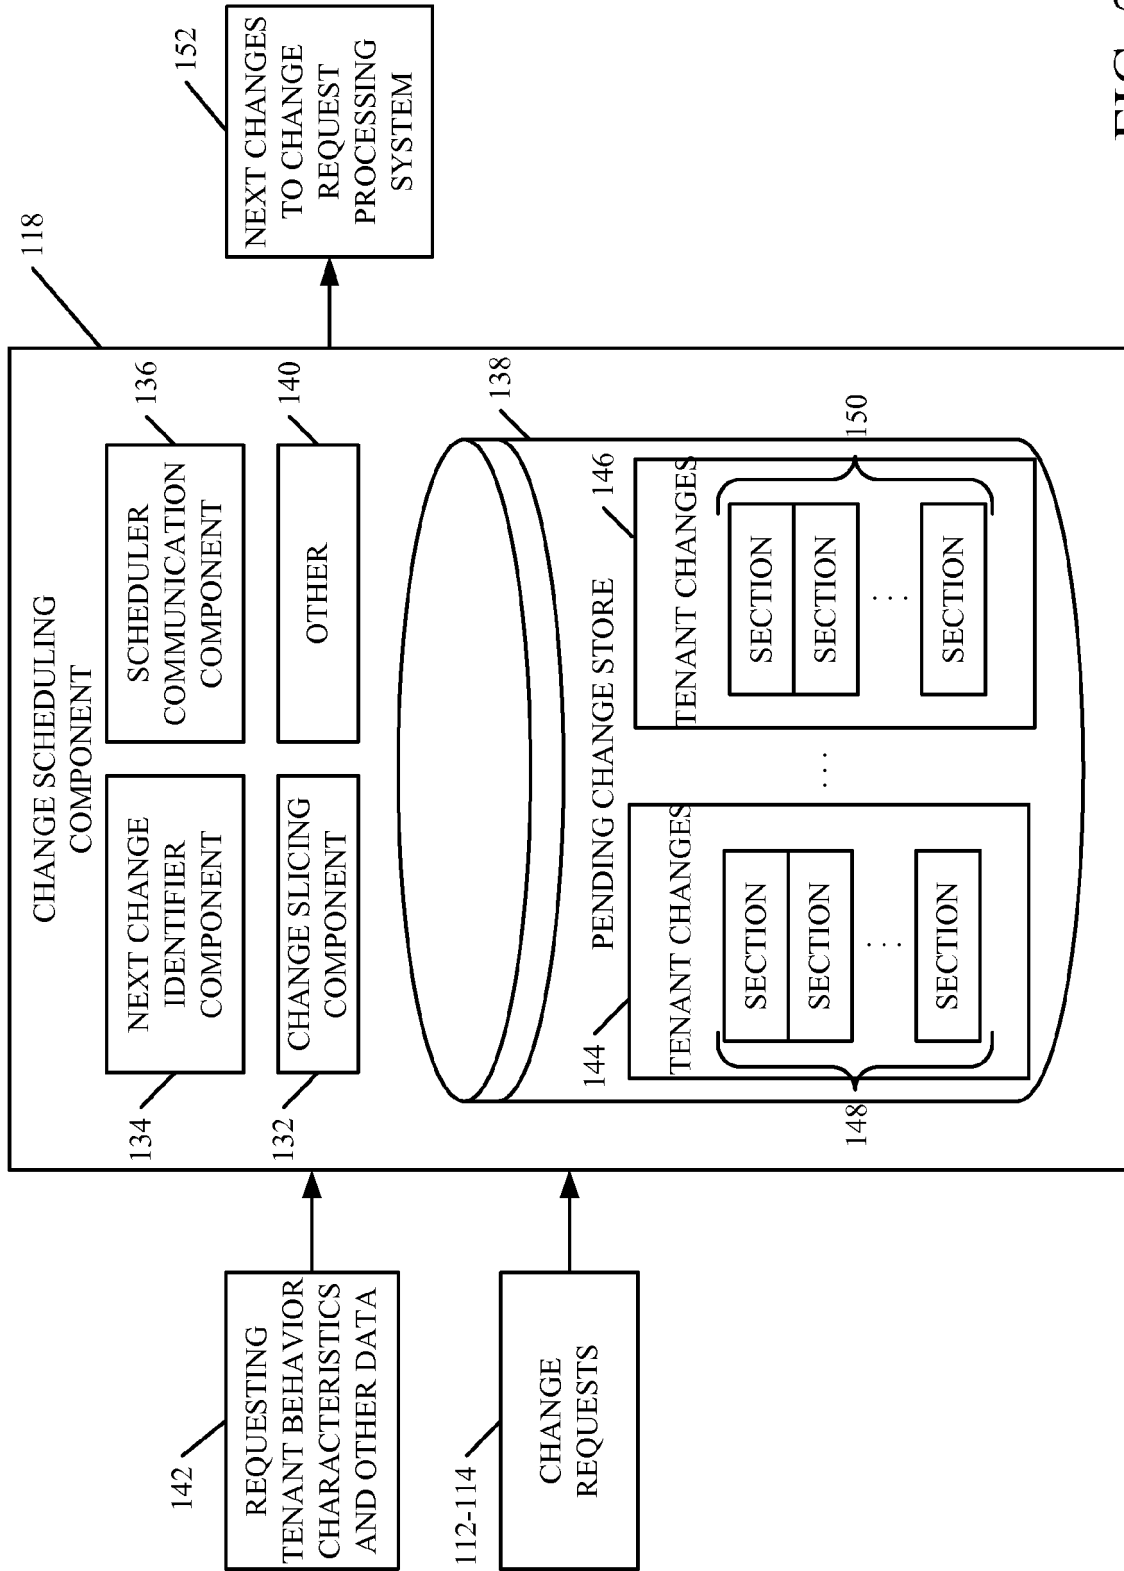 CHANGE SCHEDULING
COMPONENT
118
134
NEXT CHANGE
IDENTIFIER
COMPONENT
SCHEDULER
COMMUNICATION
COMPONENT
136
132
CHANGE SLICING
COMPONENT
OTHER
140
142
REQUESTING
TENANT BEHAVIOR
CHARACTERISTICS
AND OTHER DATA
152
NEXT CHANGES
TO CHANGE
REQUEST
PROCESSING
SYSTEM
112-114
CHANGE
REQUESTS
138
PENDING CHANGE STORE
144
TENANT CHANGES
SECTION
SECTION
...
SECTION
148
...
146
TENANT CHANGES
SECTION
SECTION
...
SECTION
150
FIG.